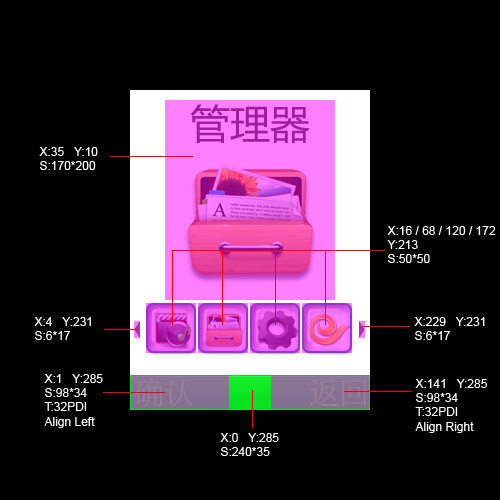 管理器
X:35 Y:10
S:170*200
A
X:16 / 68 / 120 / 172
Y:213
S:50*50
X:4 Y:231
S:6*17
X:229 Y:231
S:6*17
X:1 Y:285
S:98*34
T:32PDI
Align Left
确认
返回
X:141 Y:285
S:98*34
T:32PDI
Align Right
X:0 Y:285
S:240*35